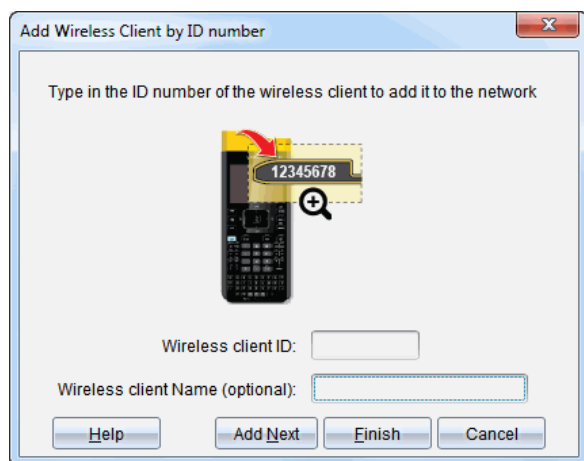 Add Wireless Client by ID number
Type in the ID number of the wireless client to add it to the network
12345678
Wireless client ID:
Wireless client Name (optional):
Help Add Next Finish Cancel